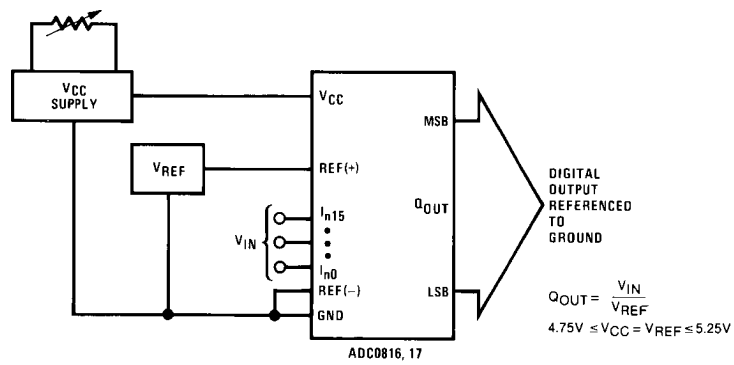 VCC
SUPPLY
VCC
MSB
VREF
REF(+)
DIGITAL
OUTPUT
REFERENCED
TO
GROUND
QOUT
In15
VIN
In0
REF(−)
LSB
GND
QOUT = VIN
VREF
4.75V ≤ VCC = VREF ≤ 5.25V
ADC0816, 17